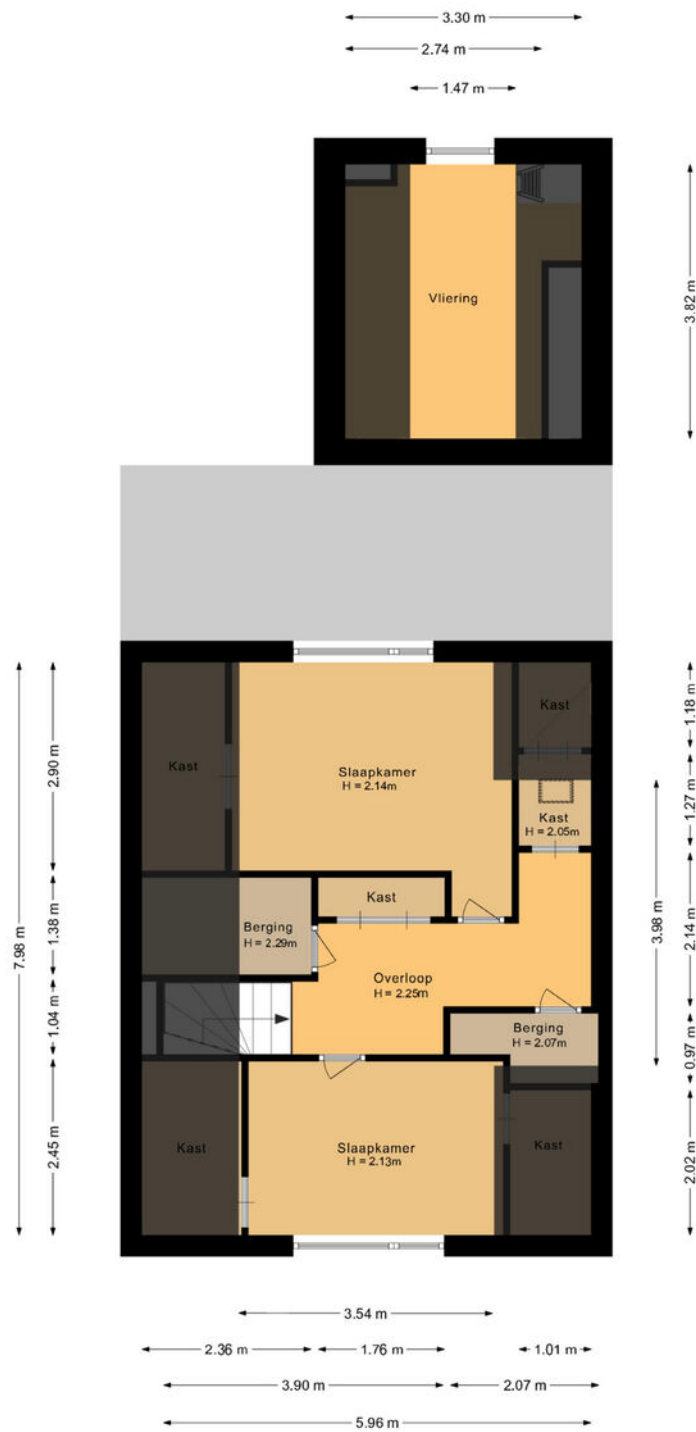 3.30 m
2.74 m
1.47 m
3.82 m
Vliering
1.18 m
2.90 m
Kast
Kast
Slaapkamer
H = 2.14m
1.27 m
Kast
H = 2.05m
7.98 m
1.38 m
Kast
3.98 m
2.14 m
Berging
H = 2.29m
Overloop
H = 2.25m
1.04 m
Berging
H = 2.07m
0.97 m
2.45 m
Kast
Slaapkamer
H = 2.13m
Kast
2.02 m
3.54 m
2.36 m
1.76 m
1.01 m
3.90 m
2.07 m
5.96 m